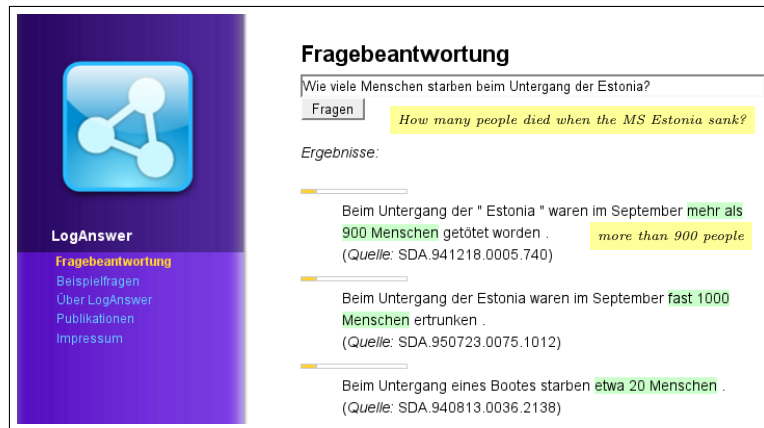 Fragebeantwortung
Wie viele Menschen starben beim Untergang der Estonia?
Fragen
How many people died when the MS Estonia sank?
Ergebnisse:
Beim Untergang der " Estonia " waren im September mehr als
900 Menschen getötet worden .
more than 900 people
(Quelle: SDA.941218.0005.740)
Beim Untergang der Estonia waren im September fast 1000
Menschen ertrunken .
(Quelle: SDA.950723.0075.1012)
Beim Untergang eines Bootes starben etwa 20 Menschen .
(Quelle: SDA.940813.0036.2138)
LogAnswer
Fragebeantwortung
Beispielfragen
Über LogAnswer
Publikationen
Impressum